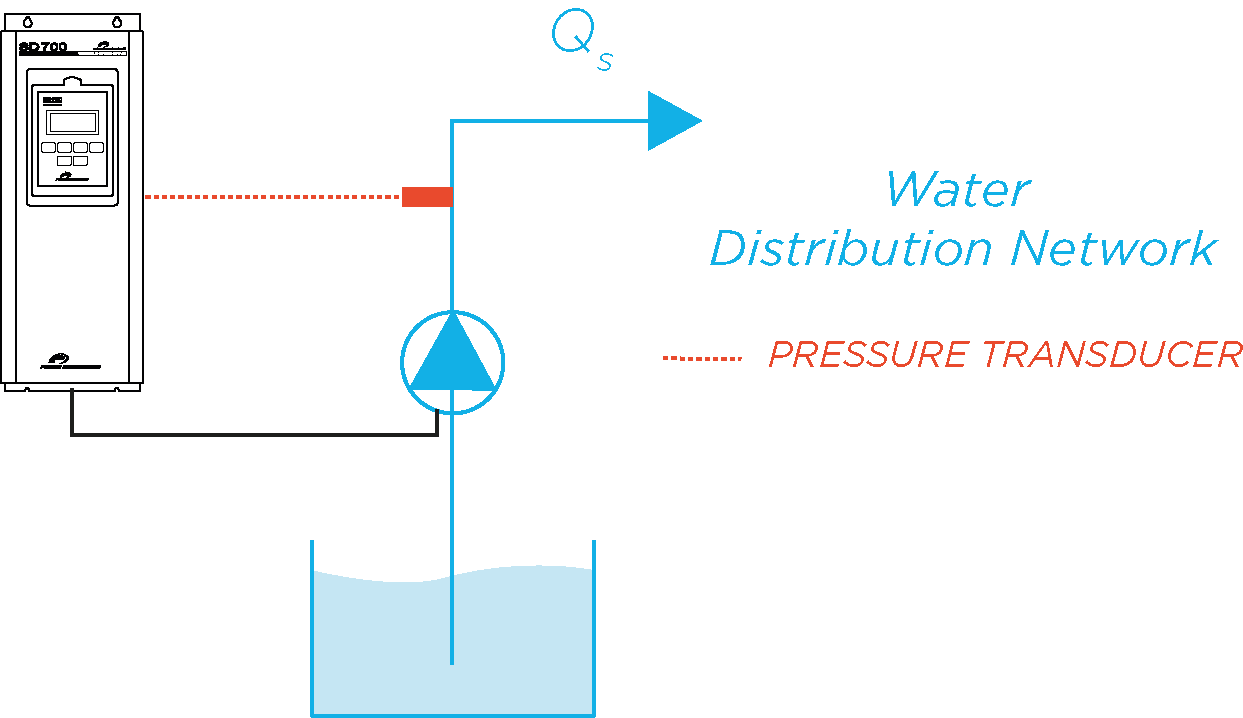 SD700
Q
s
Water
Distribution Network
PRESSURE TRANSDUCER